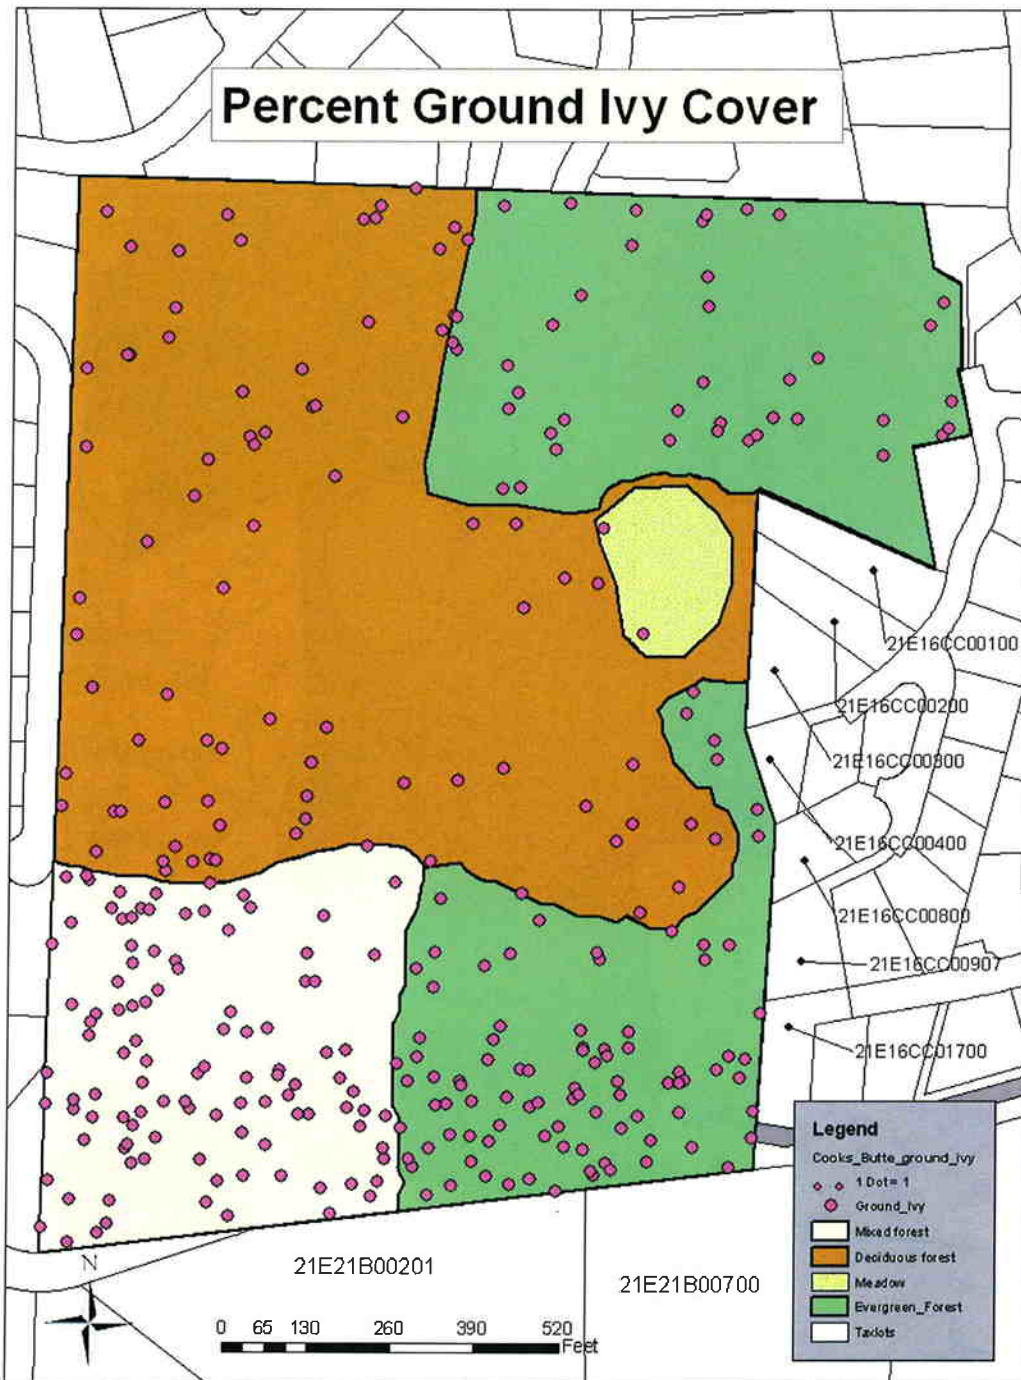 Percent Ground Ivy Cover
21E16CC00100
21E16CC00200
21E16CC00300
21E16CC00400
21E16CC00800
21E16CC00907
21E16CC01700
Legend
Cooks_Butte_ground_ivy
1 Dot = 1
Ground_Ivy
Mixed forest
Deciduous forest
Meadow
Evergreen_Forest
Taxlots
N
21E21B00201
21E21B00700
0 65 130 260 390 520
Feet